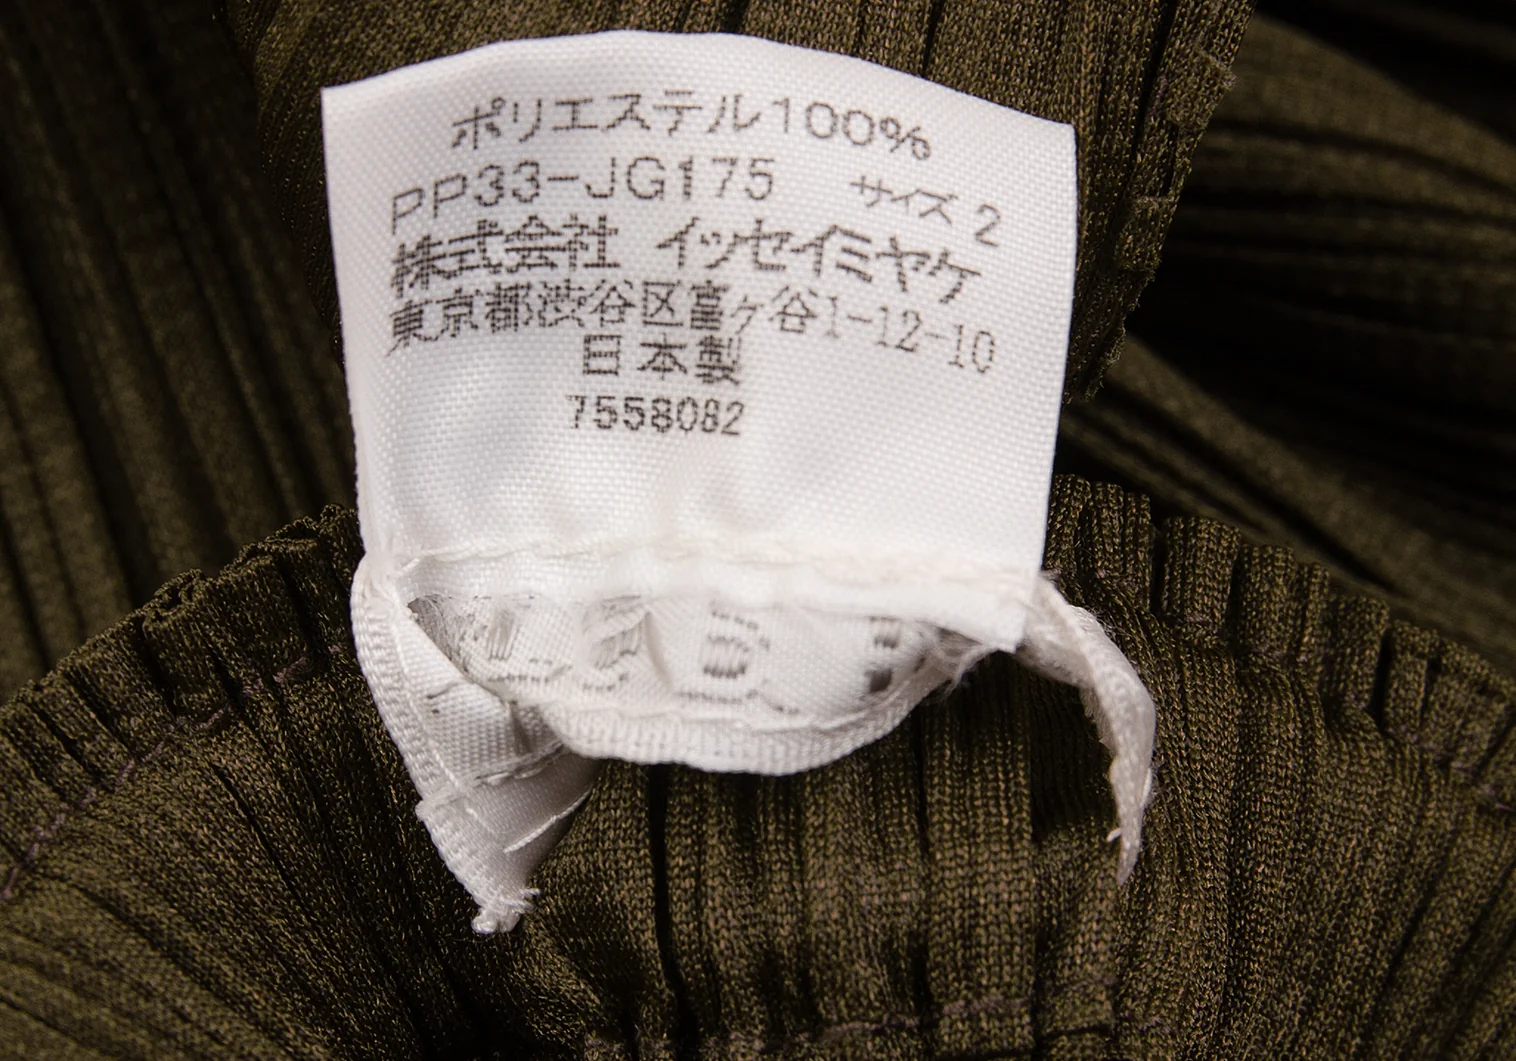 ポリエステル100%
PP33-JG175 サイズ 2
株式会社 イッセイミヤケ
東京都渋谷区富ヶ谷1-12-10
日本製
7558082